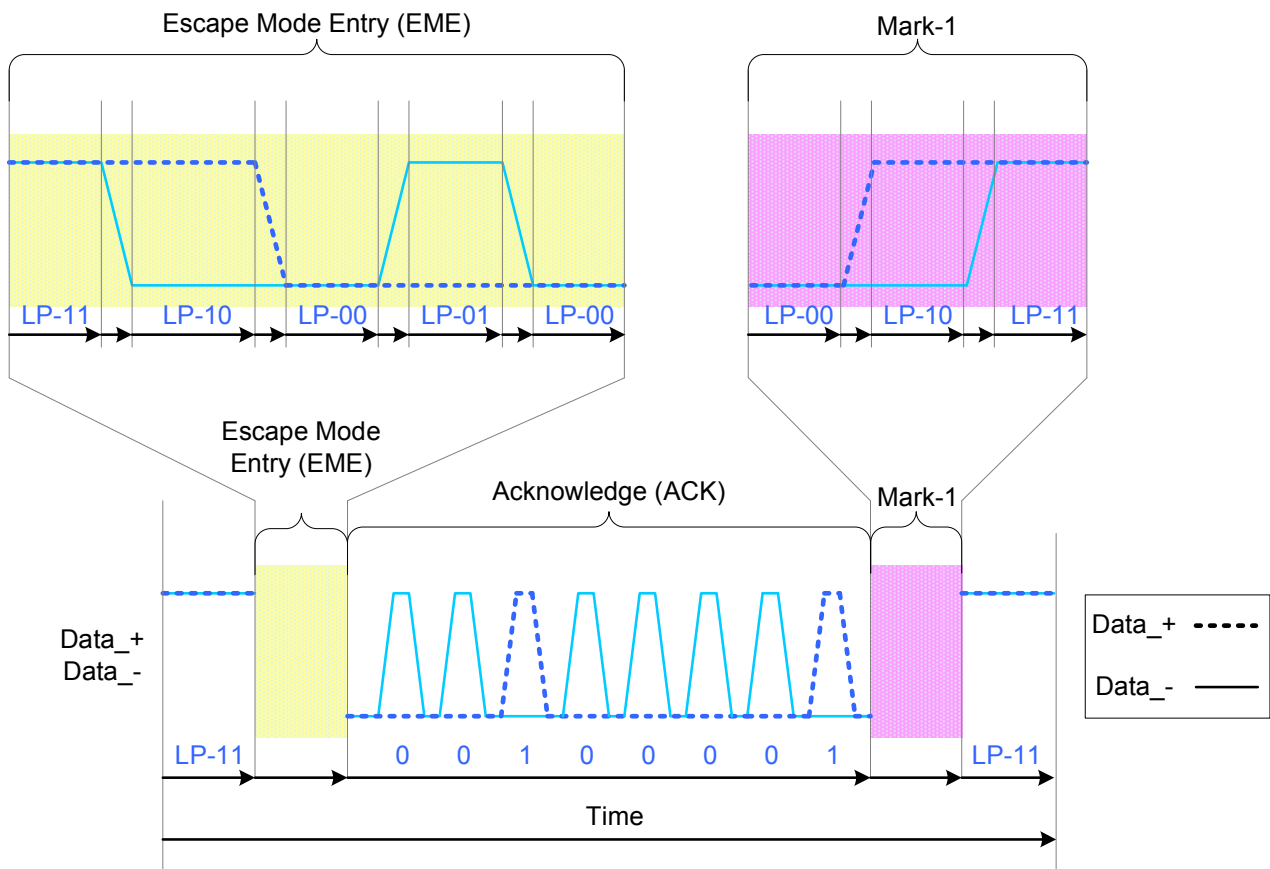 Escape Mode Entry (EME)
Mark-1
LP-11 LP-10 LP-00 LP-01 LP-00
LP-00 LP-10 LP-11
Escape Mode
Entry (EME)
Acknowledge (ACK)
Mark-1
Data_+
Data_-
LP-11
0 0 1 0 0 0 0 1
LP-11
Time
Data_+
Data_-